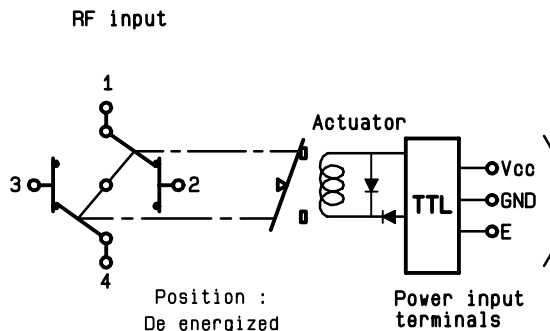 RF input
1
Actuator
3
2
Vcc
TTL
GND
E
4
Position :
De energized
Power input
terminals